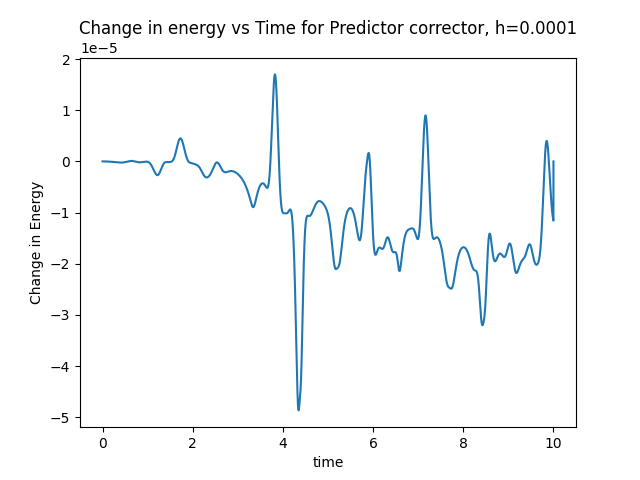 Change in energy vs Time for Predictor corrector, h=0.0001
1e−5
2
1
0
−1
−2
−3
−4
−5
Change in Energy
0 2 4 6 8 10
time